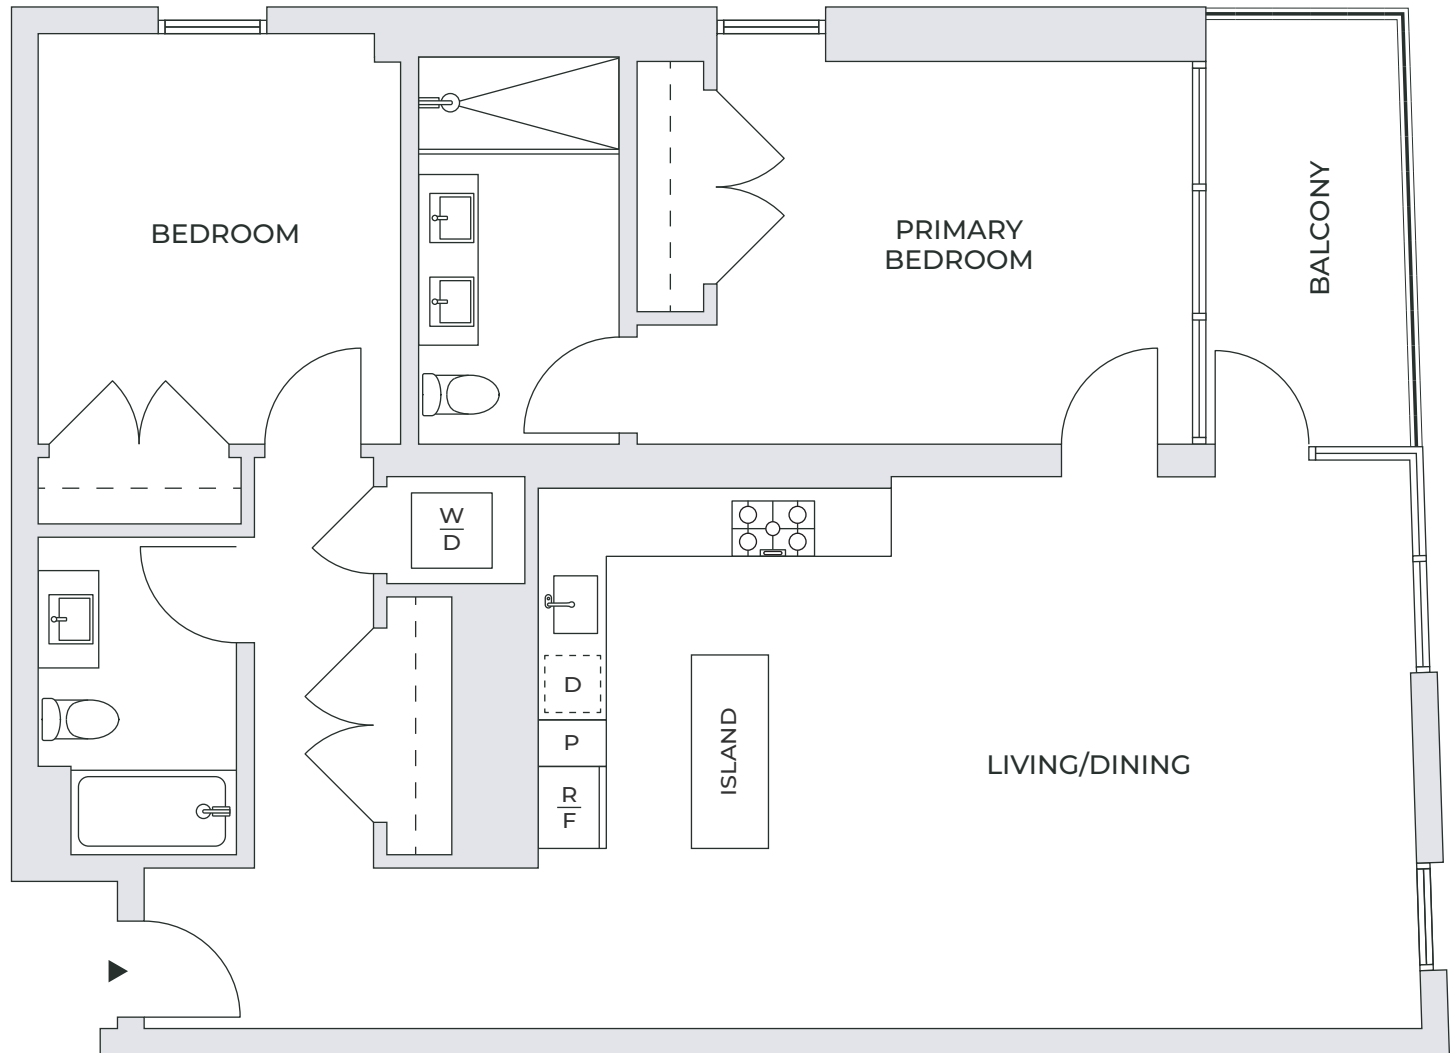 BEDROOM
PRIMARY
BEDROOM
BALCONY
W
D
D
P
R
F
ISLAND
LIVING/DINING